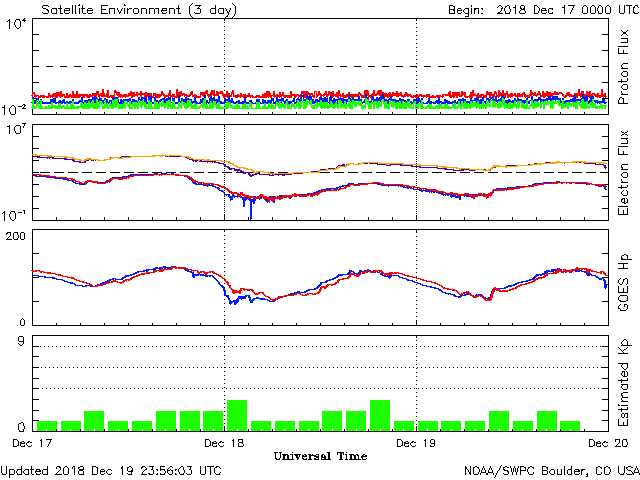 Satellite Environment (3 day)
Begin: 2018 Dec 17 0000 UTC
10^4
10^-2
Proton Flux
10^7
10^-1
Electron Flux
200
0
GOES Hp
9
0
Estimated Kp
Dec 17
Dec 18
Dec 19
Dec 20
Universal Time
Updated 2018 Dec 19 23:56:03 UTC
NOAA/SWPC Boulder, CO USA